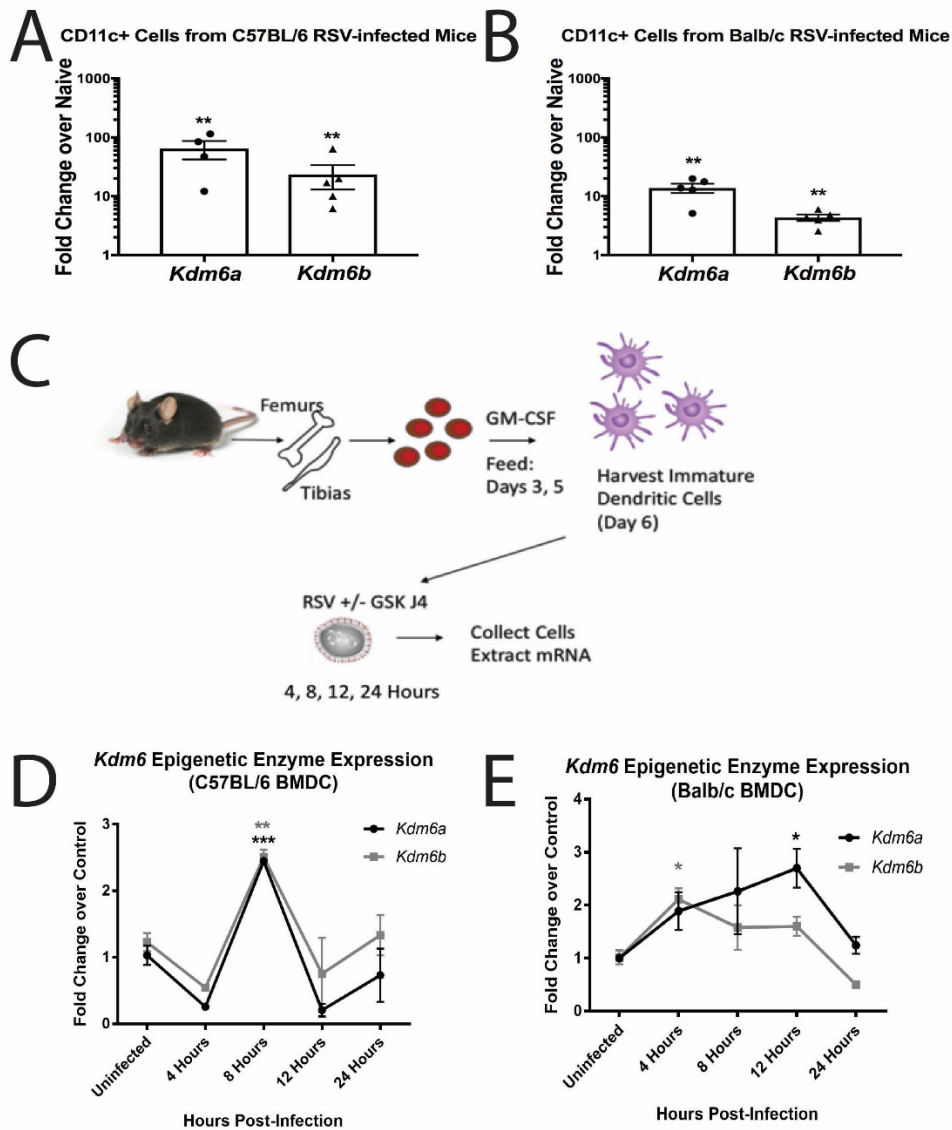 A
CD11c+ Cells from C57BL/6 RSV-infected Mice
Fold Change over Naive
1000
100
10
1
**
**
Kdm6a
Kdm6b
B
CD11c+ Cells from Balb/c RSV-infected Mice
Fold Change over Naive
1000
100
10
1
**
**
Kdm6a
Kdm6b
C
Femurs
Tibias
GM-CSF
Feed:
Days 3, 5
Harvest Immature
Dendritic Cells
(Day 6)
RSV +/- GSK J4
4, 8, 12, 24 Hours
Collect Cells
Extract mRNA
D
Kdm6 Epigenetic Enzyme Expression
(C57BL/6 BMDC)
Fold Change over Control
3
2
1
0
**
***
Kdm6a
Kdm6b
Uninfected
4 Hours
8 Hours
12 Hours
24 Hours
Hours Post-Infection
E
Kdm6 Epigenetic Enzyme Expression
(Balb/c BMDC)
Fold Change over Control
4
3
2
1
0
*
*
Kdm6a
Kdm6b
Uninfected
4 Hours
8 Hours
12 Hours
24 Hours
Hours Post-Infection